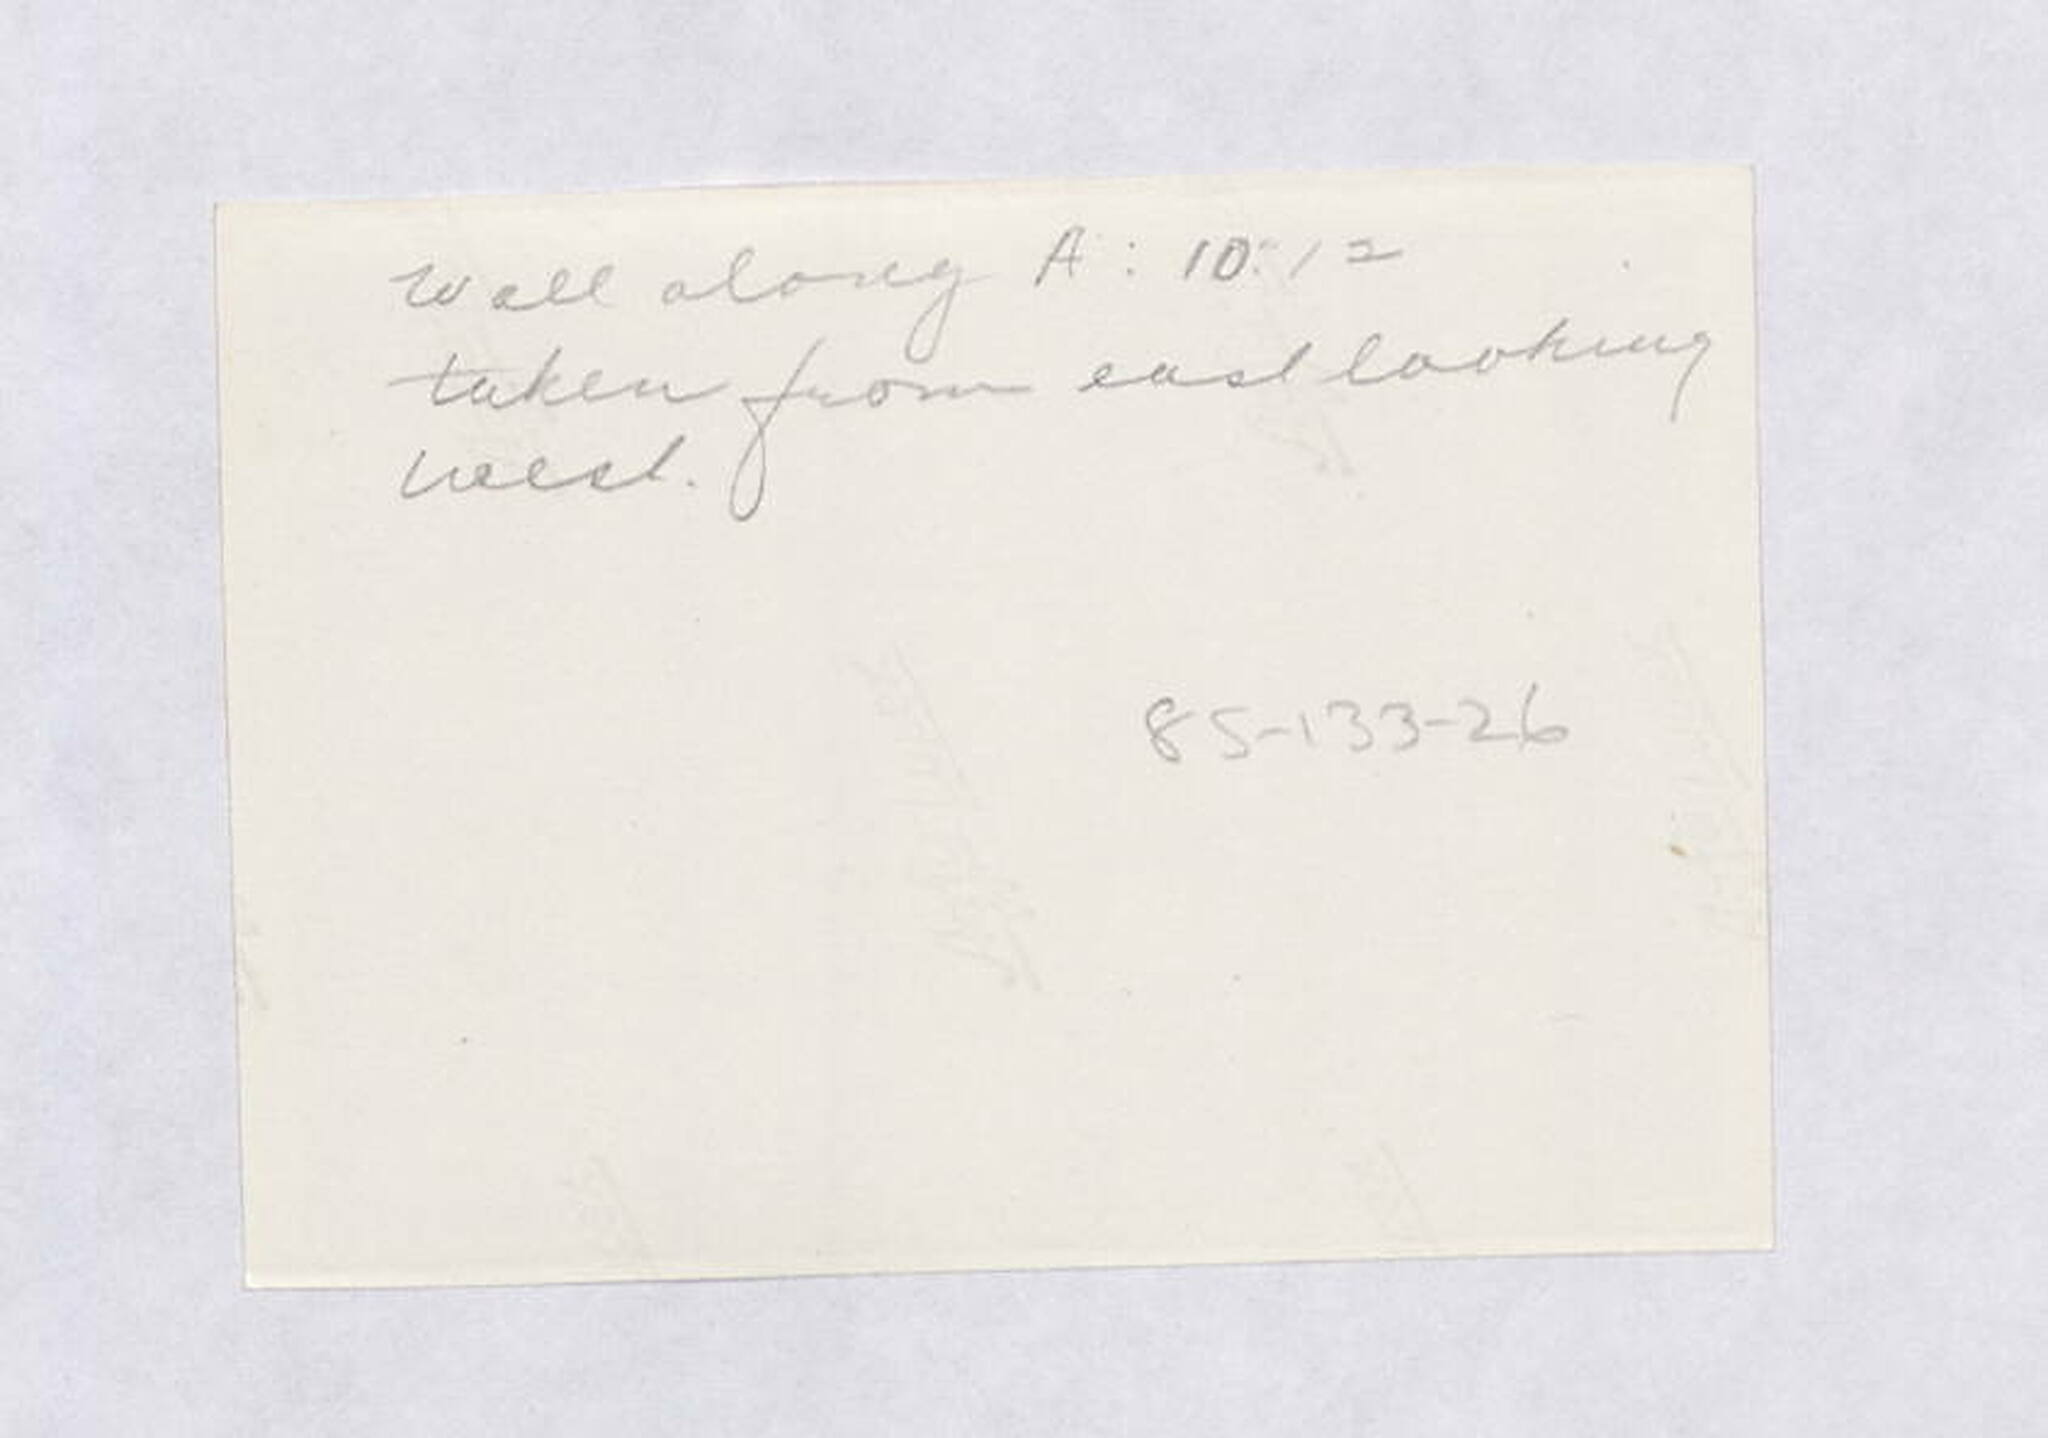 Wall along A: 10-12
taken from east looking
west.
85-133-26